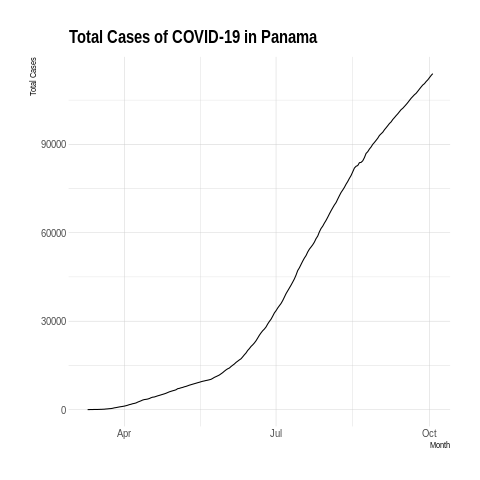 Total Cases of COVID-19 in Panama
Total Cases
90000
60000
30000
0
Apr
Jul
Oct
Month